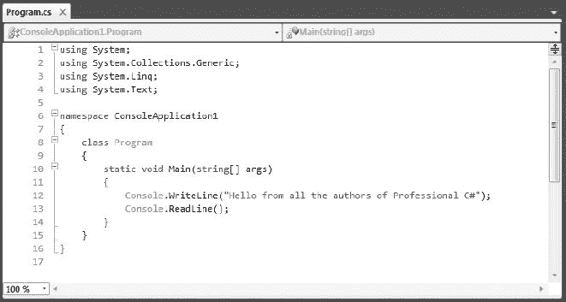 Program.cs X
ConsoleApplication1.Program Main(string[] args)
1 using System;
2 using System.Collections.Generic;
3 using System.Linq;
4 using System.Text;
5
6 namespace ConsoleApplication1
7 {
8 class Program
9 {
10 static void Main(string[] args)
11 {
12 Console.WriteLine("Hello from all the authors of Professional C#");
13 Console.ReadLine();
14 }
15 }
16 }
17
100 %